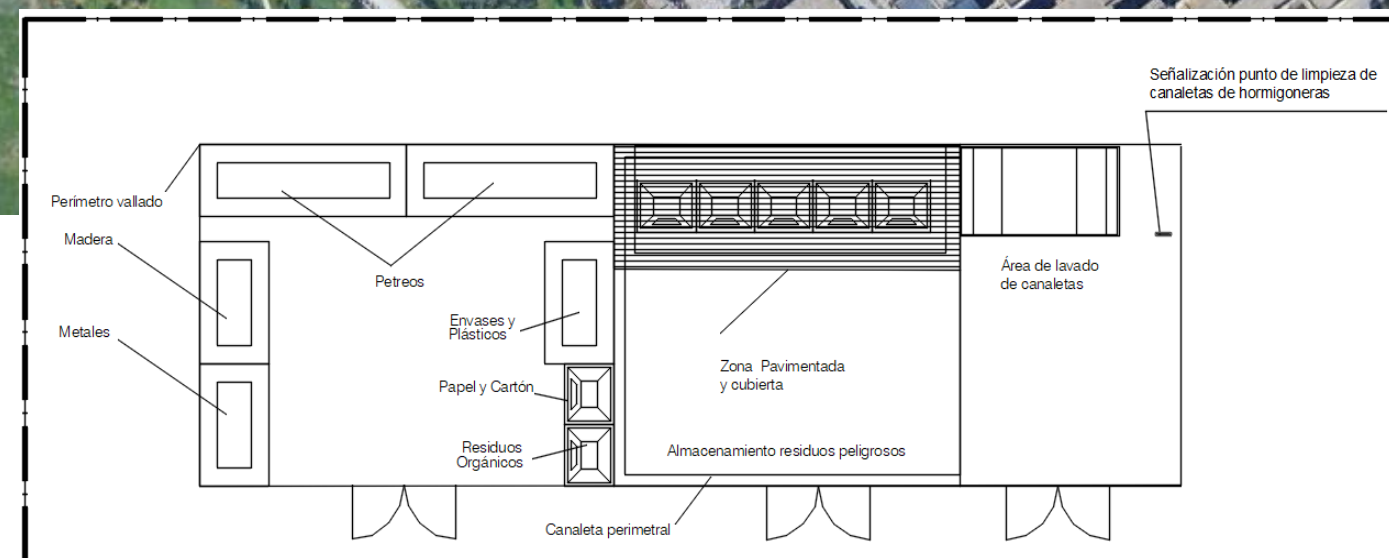 Señalización punto de limpieza de
canaletas de hormigoneras
Perímetro vallado
Madera
Petreos
Área de lavado
de canaletas
Metales
Envases y
Plásticos
Zona Pavimentada
y cubierta
Papel y Cartón
Residuos
Orgánicos
Almacenamiento residuos peligrosos
Canaleta perimetral